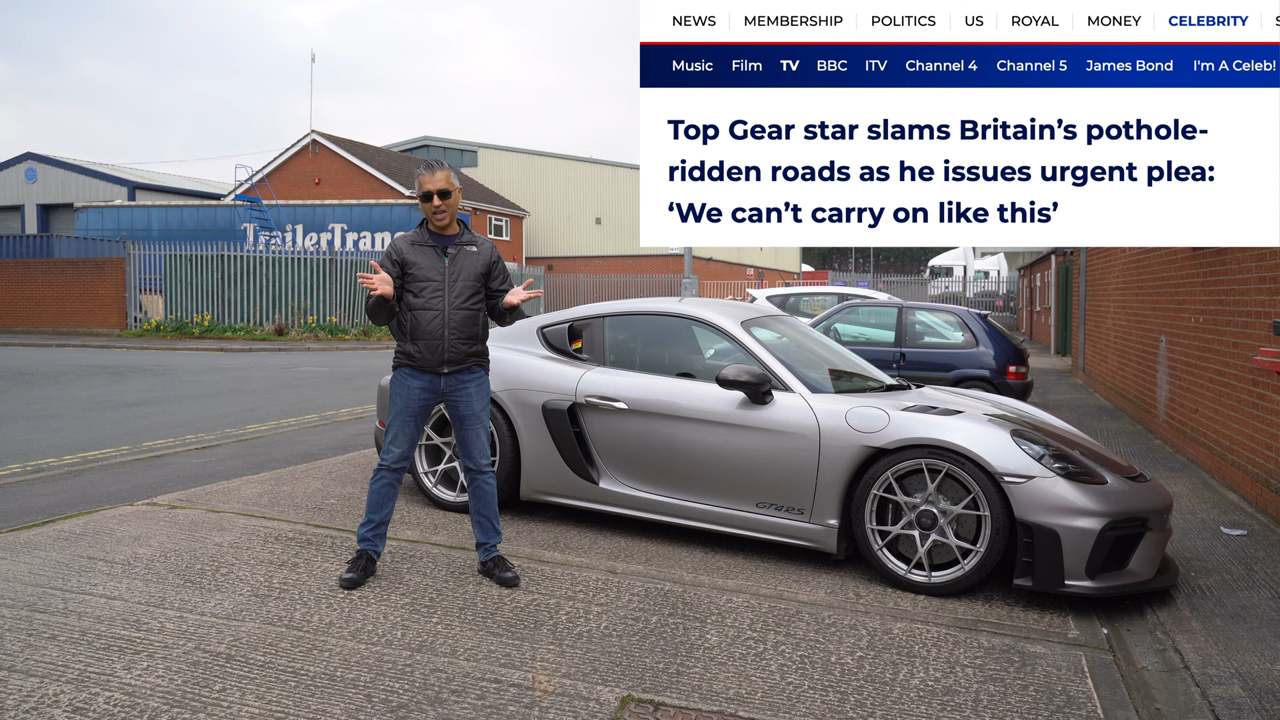 NEWS MEMBERSHIP POLITICS US ROYAL MONEY CELEBRITY
Music Film TV BBC ITV Channel 4 Channel 5 James Bond I'm A Celeb!
Top Gear star slams Britain's pothole-
ridden roads as he issues urgent plea:
'We can't carry on like this'
TrailerTrans
GT4RS